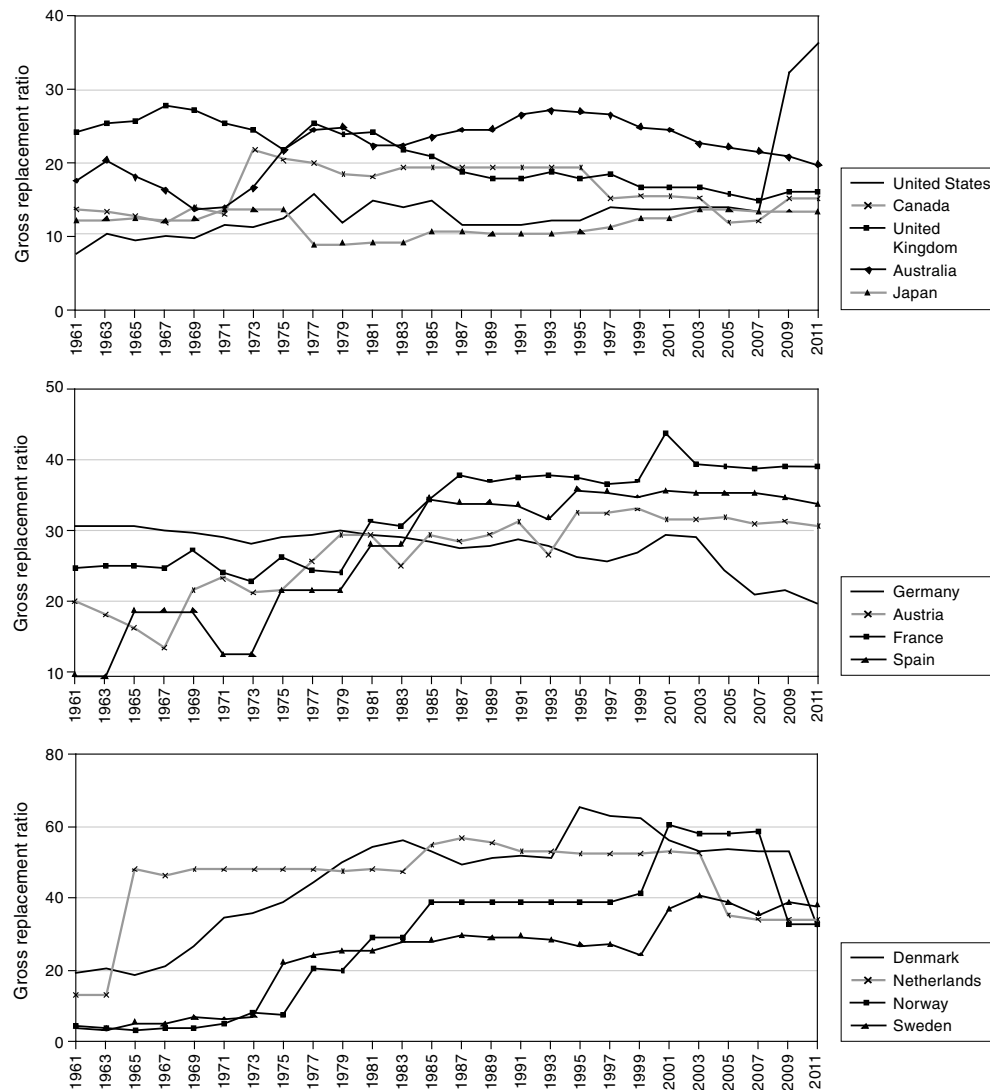 Gross replacement ratio
40
30
20
10
0
1961 1963 1965 1967 1969 1971 1973 1975 1977 1979 1981 1983 1985 1987 1989 1991 1993 1995 1997 1999 2001 2003 2005 2007 2009 2011
United States
Canada
United
Kingdom
Australia
Japan
Gross replacement ratio
50
40
30
20
10
1961 1963 1965 1967 1969 1971 1973 1975 1977 1979 1981 1983 1985 1987 1989 1991 1993 1995 1997 1999 2001 2003 2005 2007 2009 2011
Germany
Austria
France
Spain
Gross replacement ratio
80
60
40
20
0
1961 1963 1965 1967 1969 1971 1973 1975 1977 1979 1981 1983 1985 1987 1989 1991 1993 1995 1997 1999 2001 2003 2005 2007 2009 2011
Denmark
Netherlands
Norway
Sweden